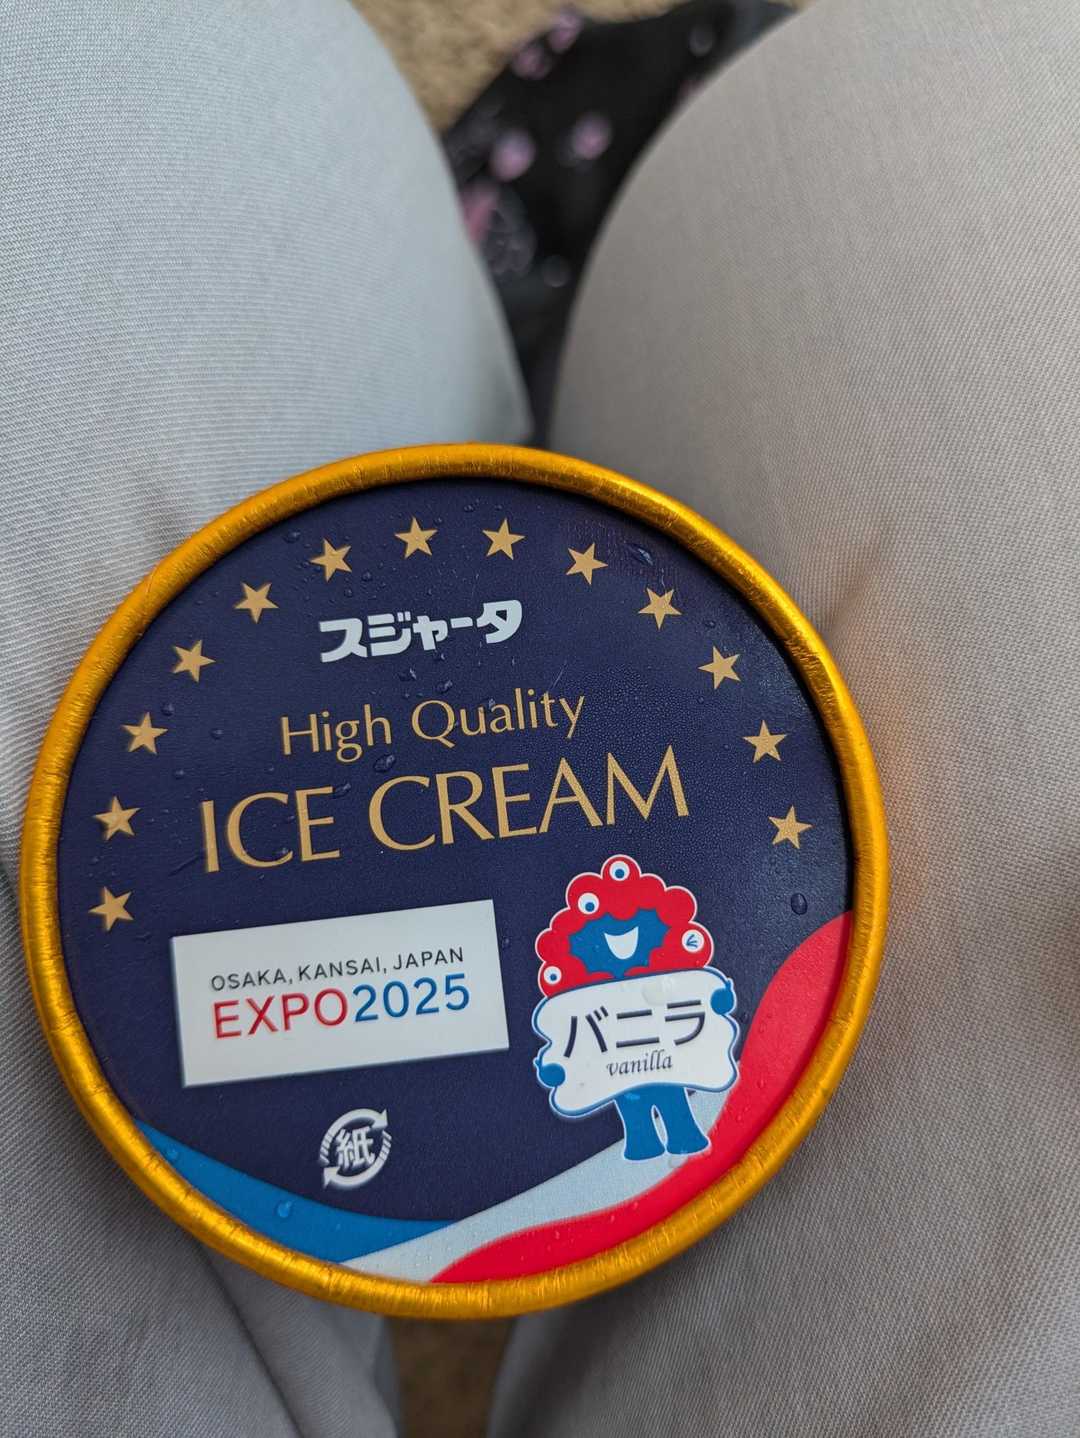 スジャータ
High Quality
ICE CREAM
OSAKA, KANSAI, JAPAN
EXPO2025
バニラ
vanilla
紙